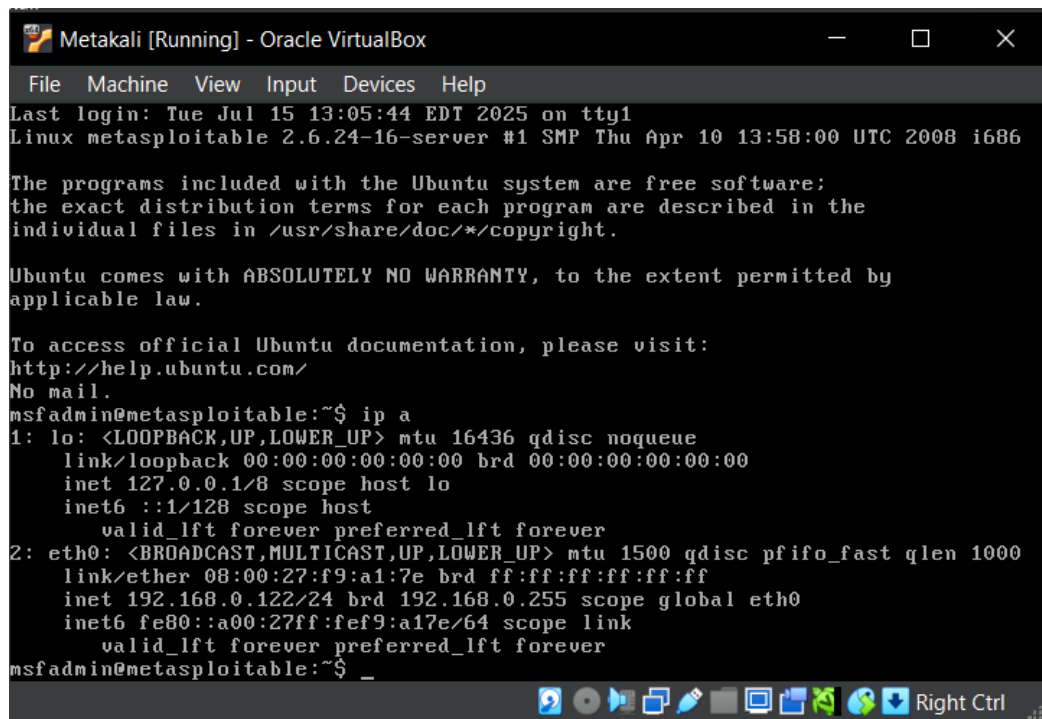 Metakali [Running] - Oracle VirtualBox
File Machine View Input Devices Help
Last login: Tue Jul 15 13:05:44 EDT 2025 on tty1
Linux metasploitable 2.6.24-16-server #1 SMP Thu Apr 10 13:58:00 UTC 2008 i686
The programs included with the Ubuntu system are free software;
the exact distribution terms for each program are described in the
individual files in /usr/share/doc/*/copyright.
Ubuntu comes with ABSOLUTELY NO WARRANTY, to the extent permitted by
applicable law.
To access official Ubuntu documentation, please visit:
http://help.ubuntu.com/
No mail.
msfadmin@metasploitable:~$ ip a
1: lo: <LOOPBACK,UP,LOWER_UP> mtu 16436 qdisc noqueue
    link/loopback 00:00:00:00:00:00 brd 00:00:00:00:00:00
    inet 127.0.0.1/8 scope host lo
    inet6 ::1/128 scope host
       valid_lft forever preferred_lft forever
2: eth0: <BROADCAST,MULTICAST,UP,LOWER_UP> mtu 1500 qdisc pfifo_fast qlen 1000
    link/ether 08:00:27:f9:a1:7e brd ff:ff:ff:ff:ff:ff
    inet 192.168.0.122/24 brd 192.168.0.255 scope global eth0
    inet6 fe80::a00:27ff:fef9:a17e/64 scope link
       valid_lft forever preferred_lft forever
msfadmin@metasploitable:~$ _
Right Ctrl